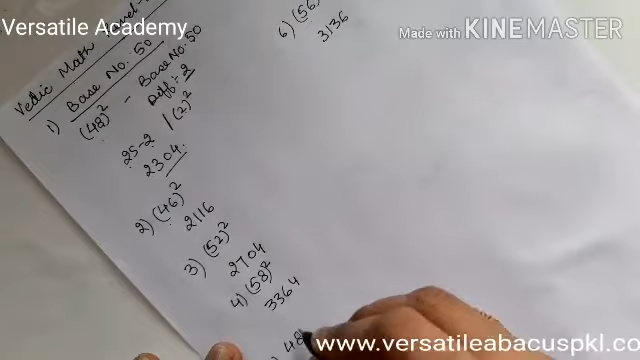 Versatile Academy
Made with KINEMASTER
Vedic Math Level-
Base No. 50
1) (48)² - Base No. 50
Diff: 2
25-2 / (2)²
2304
2) (46)²
2116
3) (52)²
2704
4) (58)²
3364
) 48
6) (56)
3136
www.versatileabacuspkl.co